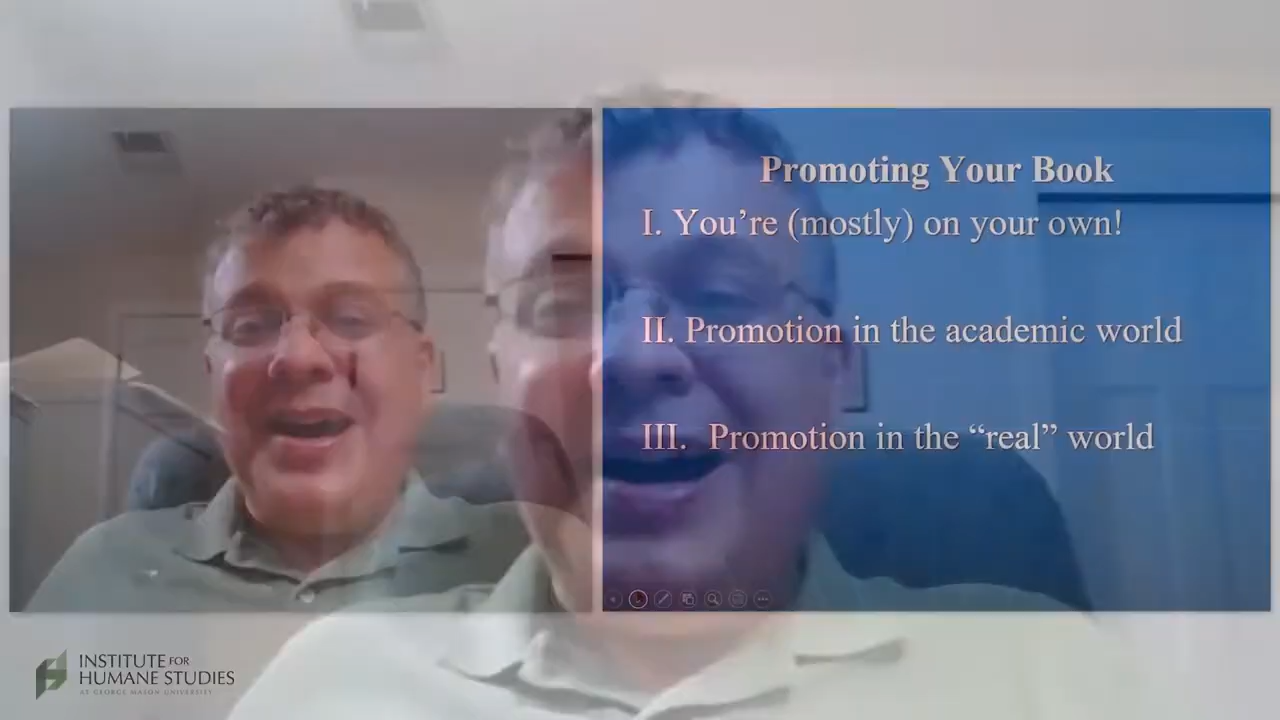 Promoting Your Book
I. You’re (mostly) on your own!
II. Promotion in the academic world
III. Promotion in the “real” world
INSTITUTE FOR
HUMANE STUDIES
AT GEORGE MASON UNIVERSITY